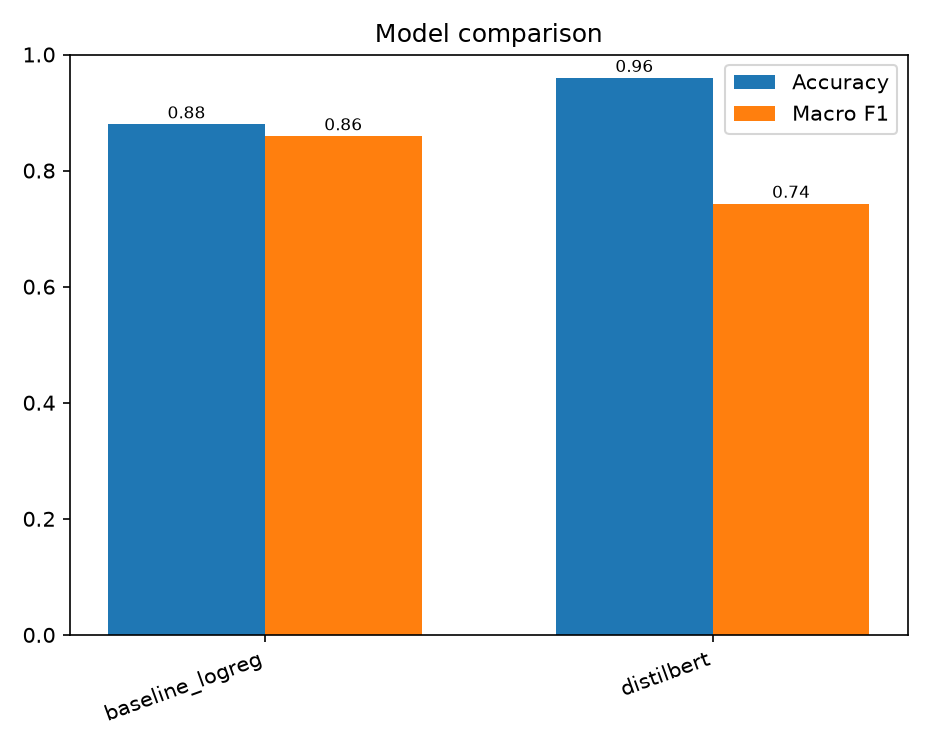 Model comparison
1.0
0.8
0.6
0.4
0.2
0.0
0.88
0.86
0.96
0.74
Accuracy
Macro F1
baseline_logreg
distilbert